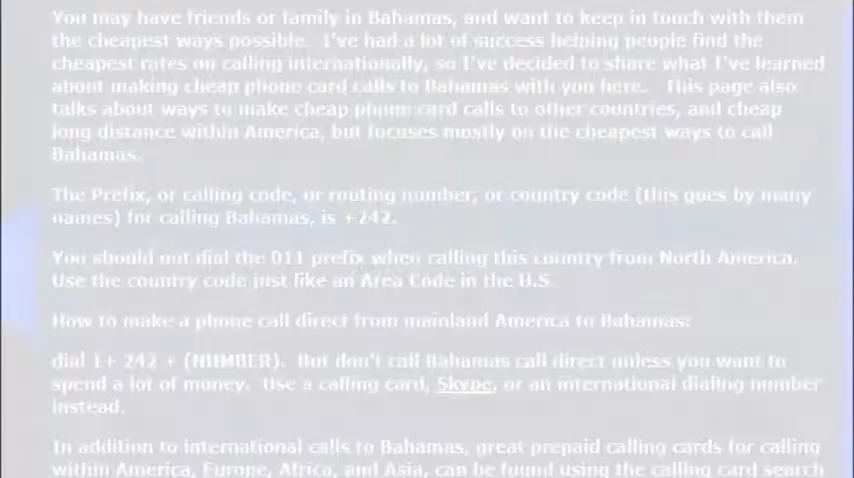 You may have friends or family in Bahamas, and want to keep in touch with them
the cheapest ways possible.  I've had a lot of success helping people find the
cheapest rates on calling internationally, so I've decided to share what I've learned
about making cheap phone card calls to Bahamas with you here.   This page also
talks about ways to make cheap phone card calls to other countries, and cheap
long distance within America, but focuses mostly on the cheapest ways to call
Bahamas.
The Prefix, or calling code, or routing number, or country code (this goes by many
names) for calling Bahamas, is +242.
You should not dial the 011 prefix when calling this country from North America.
Use the country code just like an Area Code in the U.S.
How to make a phone call direct from mainland America to Bahamas:
dial 1+ 242 + (NUMBER).  But don't call Bahamas call direct unless you want to
spend a lot of money.  Use a calling card, Skype, or an international dialing number
instead.
In addition to international calls to Bahamas, great prepaid calling cards for calling
within America, Europe, Africa, and Asia, can be found using the calling card search